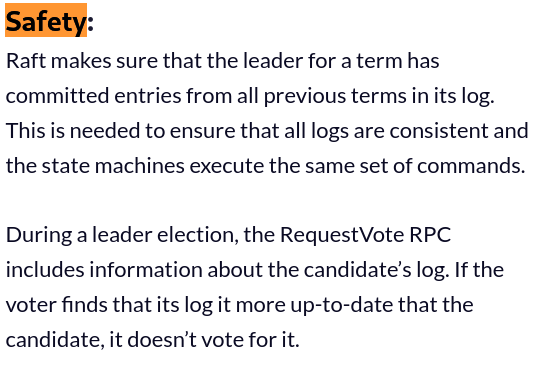 Safety:
Raft makes sure that the leader for a term has
committed entries from all previous terms in its log.
This is needed to ensure that all logs are consistent and
the state machines execute the same set of commands.
During a leader election, the RequestVote RPC
includes information about the candidate’s log. If the
voter finds that its log it more up-to-date that the
candidate, it doesn’t vote for it.